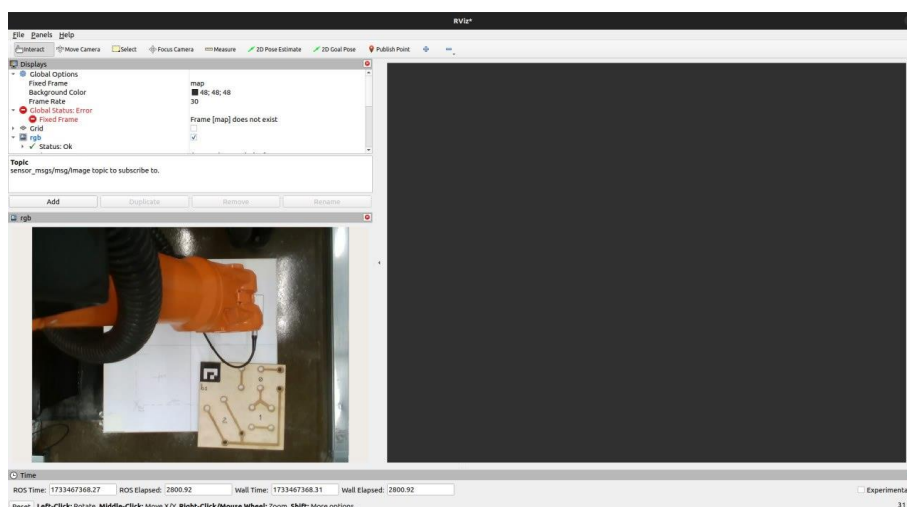 RViz*
File Panels Help
Interact Move Camera Select Focus Camera Measure 2D Pose Estimate 2D Goal Pose Publish Point
Displays
Global Options
Fixed Frame map
Background Color 48; 48; 48
Frame Rate 30
Global Status: Error
Fixed Frame Frame [map] does not exist
Grid
rgb
Status: Ok
Topic
sensor_msgs/msg/Image topic to subscribe to.
Add Duplicate Remove Rename
rgb
Time
ROS Time: 1733467368.27 ROS Elapsed: 2800.92 Wall Time: 1733467368.31 Wall Elapsed: 2800.92 Experimental
Reset Left-Click: Rotate. Middle-Click: Move X/Y. Right-Click/Mouse Wheel: Zoom. Shift: More options. 31